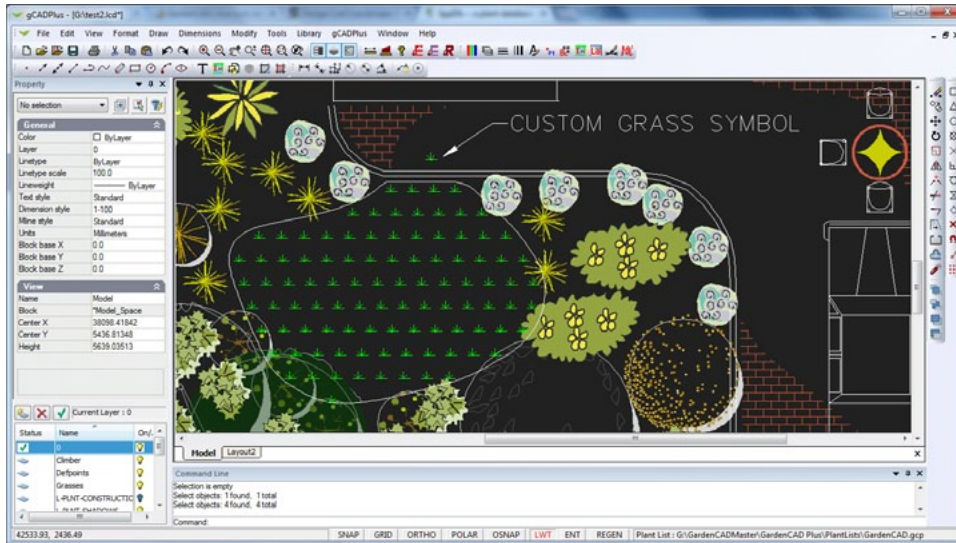 gCADPlus - [G:\test2.lcd*]
File Edit View Format Draw Dimensions Modify Tools Library gCADPlus Window Help
Property
No selection
General
Color ByLayer
Layer 0
Linetype ByLayer
Linetype scale 100.0
Lineweight ByLayer
Text style Standard
Dimension style 1-100
Mline style Standard
Units Millimeters
Block base X 0.0
Block base Y 0.0
Block base Z 0.0
View
Name Model
Block *Model_Space
Center X 38098.41842
Center Y 5436.81348
Height 5639.03513
Current Layer : 0
Status Name On/.
0
Climber
Defpoints
Grasses
L-PLNT-CONSTRUCTIC
L-PLNT-SHADOWS
CUSTOM GRASS SYMBOL
Model Layout2
Command Line
Selection is empty
Select objects: 1 found, 1 total
Select objects: 4 found, 4 total
Command:
42533.93, 2436.49 SNAP GRID ORTHO POLAR OSNAP LWT ENT REGEN Plant List : G:\GardenCADMaster\GardenCAD Plus\PlantLists\GardenCAD.gcp